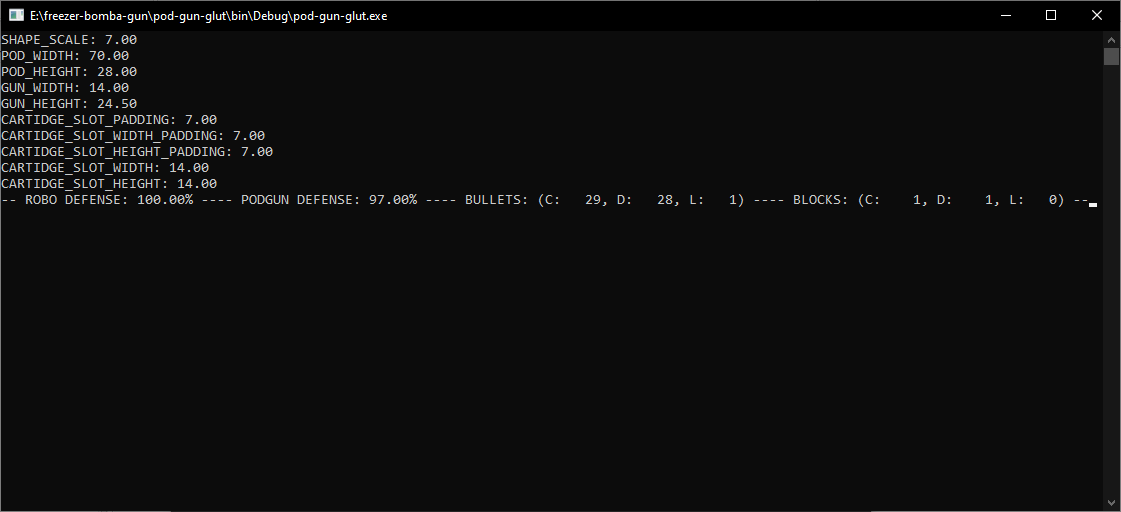 E:\freezer-bomba-gun\pod-gun-glut\bin\Debug\pod-gun-glut.exe
SHAPE_SCALE: 7.00
POD_WIDTH: 70.00
POD_HEIGHT: 28.00
GUN_WIDTH: 14.00
GUN_HEIGHT: 24.50
CARTIDGE_SLOT_PADDING: 7.00
CARTIDGE_SLOT_WIDTH_PADDING: 7.00
CARTIDGE_SLOT_HEIGHT_PADDING: 7.00
CARTIDGE_SLOT_WIDTH: 14.00
CARTIDGE_SLOT_HEIGHT: 14.00
-- ROBO DEFENSE: 100.00% ---- PODGUN DEFENSE: 97.00% ---- BULLETS: (C:   29, D:   28, L:   1) ---- BLOCKS: (C:    1, D:    1, L:   0) --